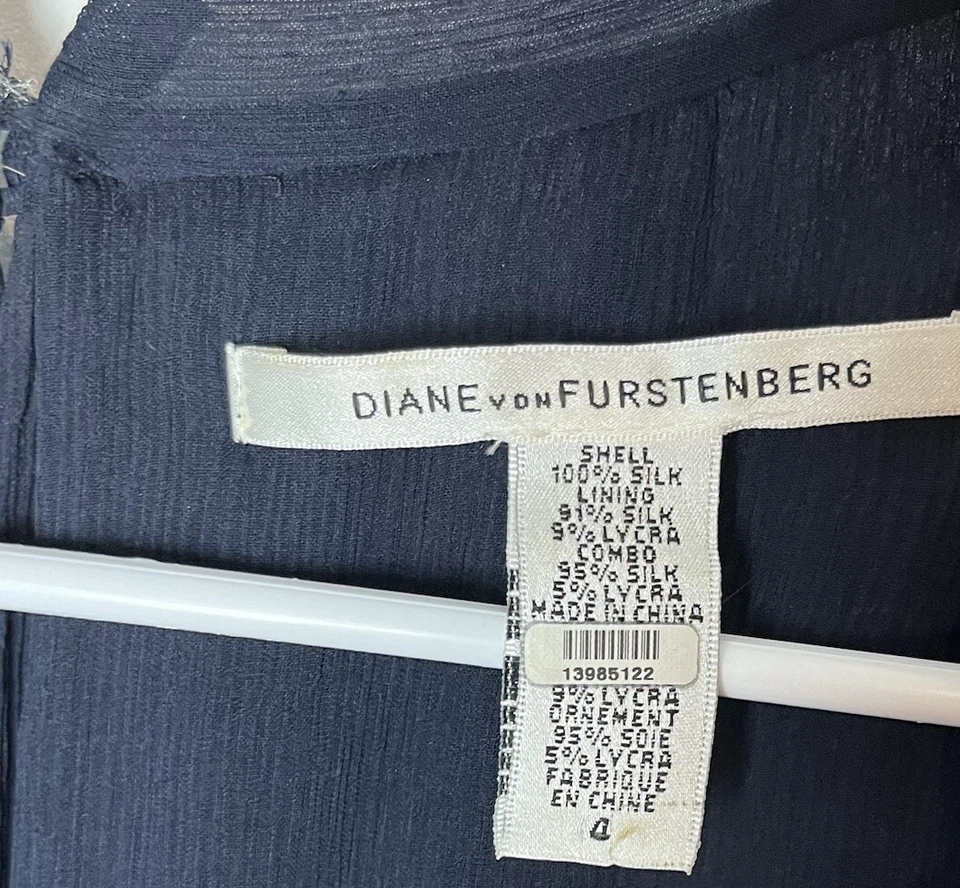 DIANE vON FURSTENBERG
SHELL
100% SILK
LINING
91% SILK
9% LYCRA
COMBO
95% SILK
5% LYCRA
MADE IN CHINA
13985122
9% LYCRA
ORNEMENT
95% SOIE
5% LYCRA
FABRIQUE
EN CHINE
4